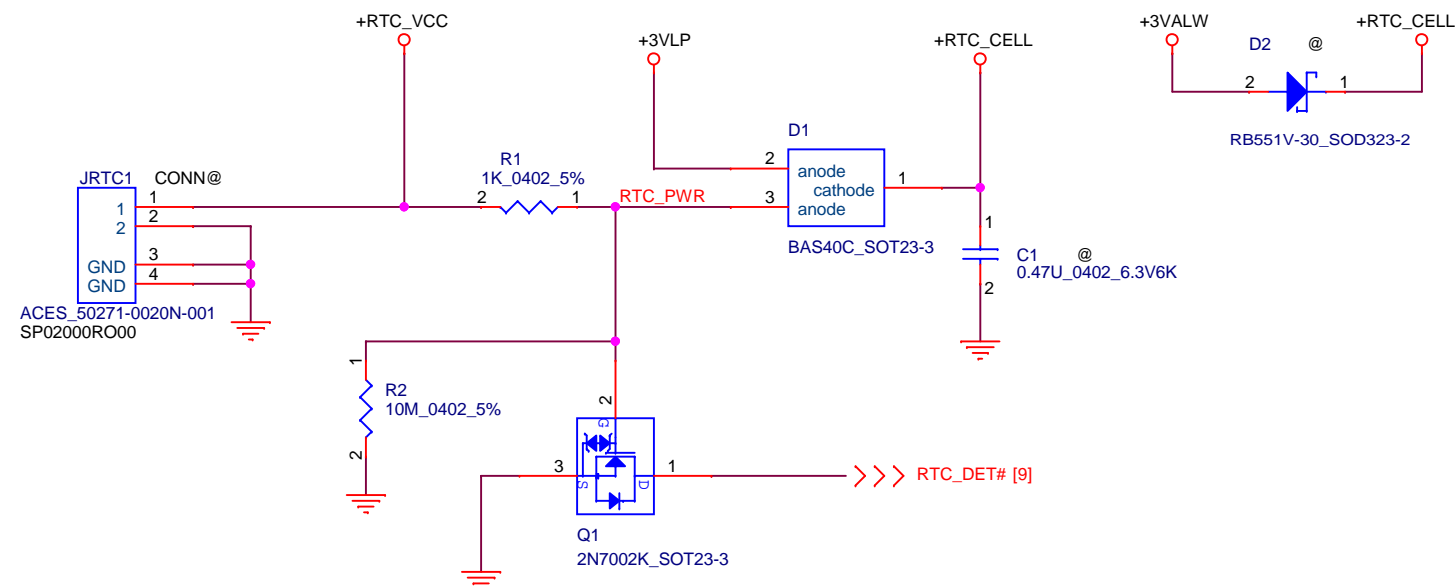 +RTC_VCC
+3VLP
+RTC_CELL
+3VALW
+RTC_CELL
D2 @
2
1
RB551V-30_SOD323-2
D1
2
anode
cathode
1
3
anode
BAS40C_SOT23-3
JRTC1 CONN@
1
1
2
2
GND
3
GND
4
ACES_50271-0020N-001
SP02000RO00
R1
1K_0402_5%
2
1
RTC_PWR
1
C1 @
0.47U_0402_6.3V6K
2
1
R2
10M_0402_5%
2
2
G
3
S
D
1
RTC_DET# [9]
Q1
2N7002K_SOT23-3